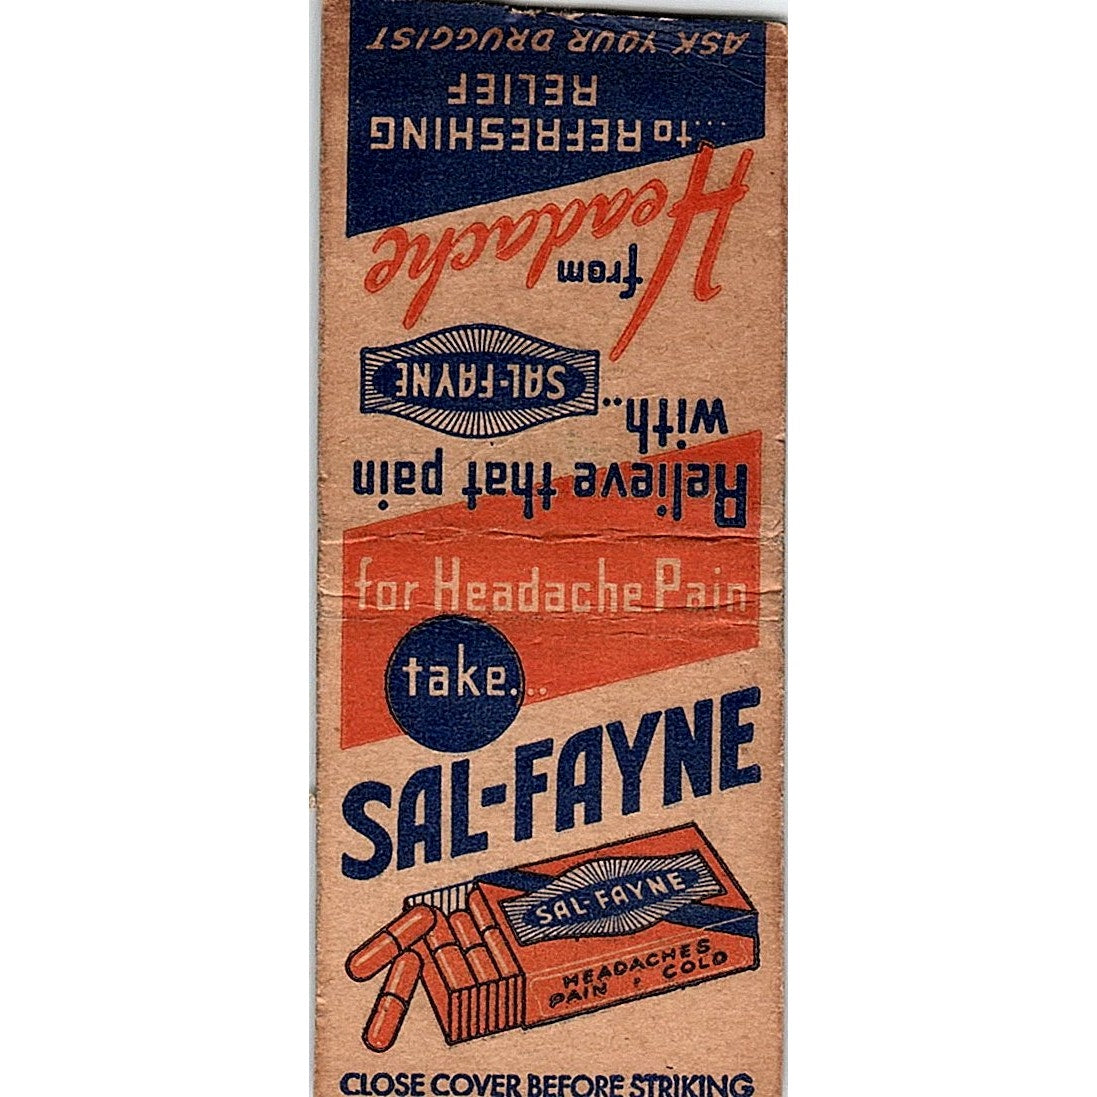 for Headache Pain
take...
SAL-FAYNE
SAL-FAYNE
HEADACHES
PAIN, COLD
CLOSE COVER BEFORE STRIKING
Relieve that pain
with..
SAL-FAYNE
from
Headache
...to REFRESHING
RELIEF
ASK YOUR DRUGGIST